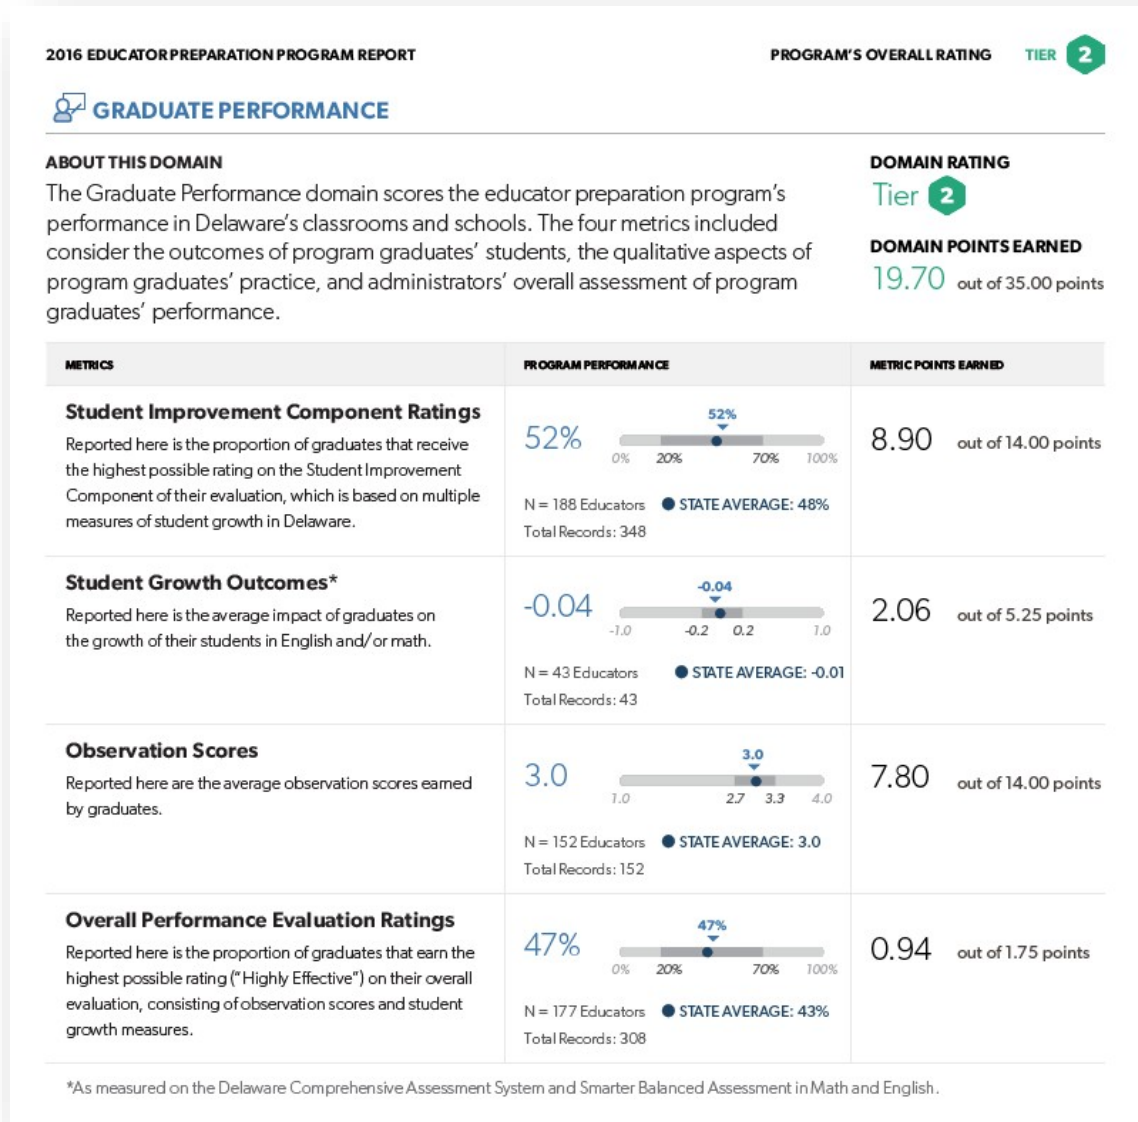 2016 EDUCATOR PREPARATION PROGRAM REPORT
PROGRAM'S OVERALL RATING TIER 2
GRADUATE PERFORMANCE
ABOUT THIS DOMAIN
The Graduate Performance domain scores the educator preparation program's
performance in Delaware's classrooms and schools. The four metrics included
consider the outcomes of program graduates' students, the qualitative aspects of
program graduates' practice, and administrators' overall assessment of program
graduates' performance.
DOMAIN RATING
Tier 2
DOMAIN POINTS EARNED
19.70 out of 35.00 points
METRICS
PROGRAM PERFORMANCE
METRIC POINTS EARNED
Student Improvement Component Ratings
Reported here is the proportion of graduates that receive
the highest possible rating on the Student Improvement
Component of their evaluation, which is based on multiple
measures of student growth in Delaware.
52%
52%
0% 20% 70% 100%
N = 188 Educators
STATE AVERAGE: 48%
Total Records: 348
8.90 out of 14.00 points
Student Growth Outcomes*
Reported here is the average impact of graduates on
the growth of their students in English and/or math.
-0.04
-0.04
-1.0 -0.2 0.2 1.0
N = 43 Educators
STATE AVERAGE: -0.01
Total Records: 43
2.06 out of 5.25 points
Observation Scores
Reported here are the average observation scores earned
by graduates.
3.0
3.0
1.0 2.7 3.3 4.0
N = 152 Educators
STATE AVERAGE: 3.0
Total Records: 152
7.80 out of 14.00 points
Overall Performance Evaluation Ratings
Reported here is the proportion of graduates that earn the
highest possible rating ("Highly Effective") on their overall
evaluation, consisting of observation scores and student
growth measures.
47%
47%
0% 20% 70% 100%
N = 177 Educators
STATE AVERAGE: 43%
Total Records: 308
0.94 out of 1.75 points
*As measured on the Delaware Comprehensive Assessment System and Smarter Balanced Assessment in Math and English.